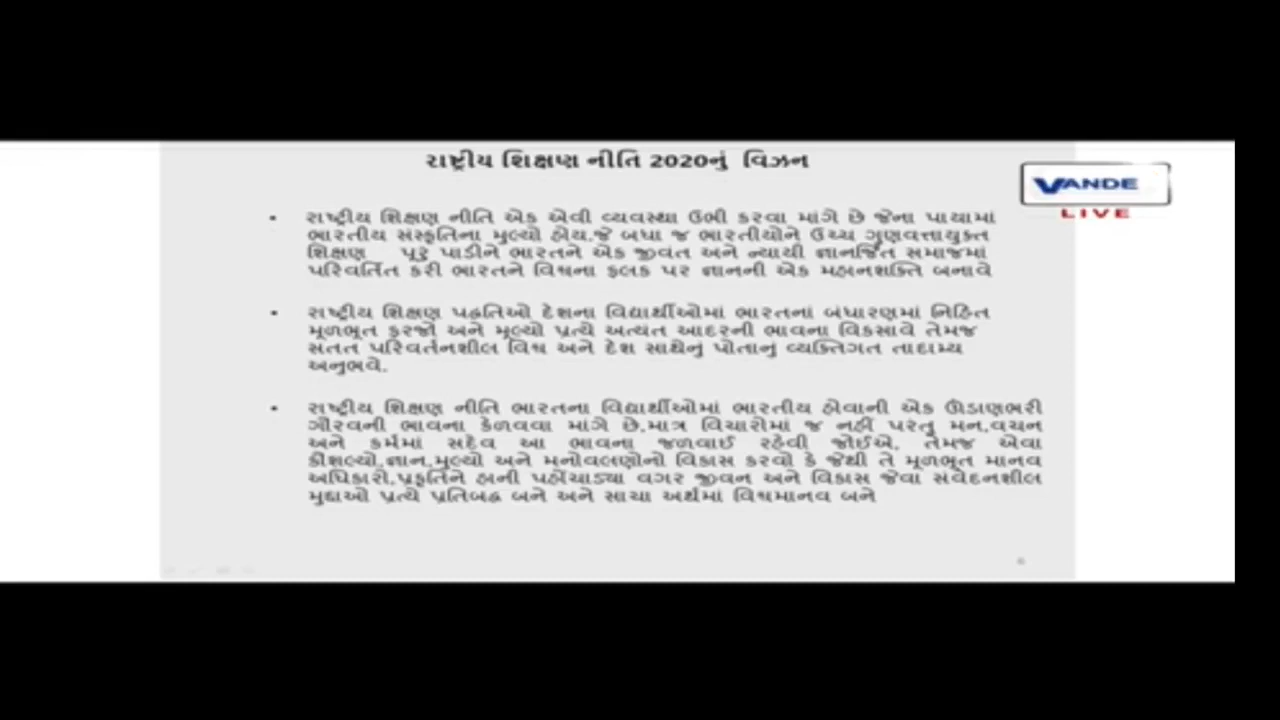 રાષ્ટ્રીય શિક્ષણ નીતિ 2020નું વિઝન
VANDE
LIVE
• રાષ્ટ્રીય શિક્ષણ નીતિ એક એવી વ્યવસ્થા ઉભી કરવા માંગે છે જેના પાયામાં
ભારતીય સંસ્કૃતિના મુલ્યો હોય,જે બધા જ ભારતીયોને ઉચ્ચ ગુણવત્તાયુક્ત
શિક્ષણ પૂરું પાડીને ભારતને એક જીવંત અને ન્યાયી જ્ઞાનર્જિત સમાજમાં
પરિવર્તિત કરી ભારતને વિશ્વના ફલક પર જ્ઞાનની એક મહાનશક્તિ બનાવે
• રાષ્ટ્રીય શિક્ષણ પદ્ધતિઓ દેશના વિદ્યાર્થીઓમાં ભારતનાં બંધારણમાં નિહિત
મૂળભૂત ફરજો અને મૂલ્યો પ્રત્યે અત્યંત આદરની ભાવના વિકસાવે તેમજ
સતત પરિવર્તનશીલ વિશ્વ અને દેશ સાથેનું પોતાનું વ્યક્તિગત તાદામ્ય
અનુભવે.
• રાષ્ટ્રીય શિક્ષણ નીતિ ભારતના વિદ્યાર્થીઓમાં ભારતીય હોવાની એક ઊંડાણભરી
ગૌરવની ભાવના કેળવવા માંગે છે,માત્ર વિચારોમાં જ નહીં પરંતુ મન,વચન
અને કર્મમાં સદૈવ આ ભાવના જળવાઈ રહેવી જોઈએ, તેમજ એવા
કૌશલ્યો,જ્ઞાન,મુલ્યો અને મનોવલણોનો વિકાસ કરવો કે જેથી તે મૂળભૂત માનવ
અધિકારો,પ્રકૃતિને હાની પહોંચાડ્યા વગર જીવન અને વિકાસ જેવા સંવેદનશીલ
મુદ્દાઓ પ્રત્યે પ્રતિબદ્ધ બને અને સાચા અર્થમાં વિશ્વમાનવ બને
6